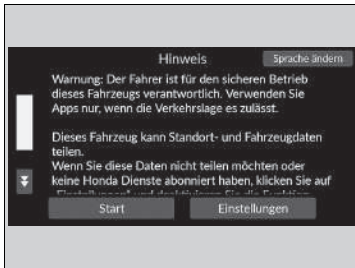 Hinweis
Sprache ändern
Warnung: Der Fahrer ist für den sicheren Betrieb
dieses Fahrzeugs verantwortlich. Verwenden Sie
Apps nur, wenn die Verkehrslage es zulässt.
Dieses Fahrzeug kann Standort- und Fahrzeugdaten
teilen.
Wenn Sie diese Daten nicht teilen möchten oder
keine Honda Dienste abonniert haben, klicken Sie auf
Start
Einstellungen